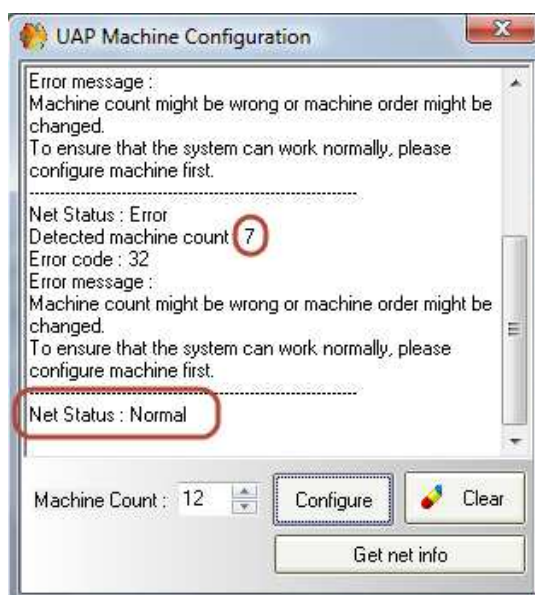 UAP Machine Configuration
Error message :
Machine count might be wrong or machine order might be
changed.
To ensure that the system can work normally, please
configure machine first.
------------------------------------------------------------
Net Status : Error
Detected machine count 7
Error code : 32
Error message :
Machine count might be wrong or machine order might be
changed.
To ensure that the system can work normally, please
configure machine first.
------------------------------------------------------------
Net Status : Normal
Machine Count : 12 Configure Clear
Get net info